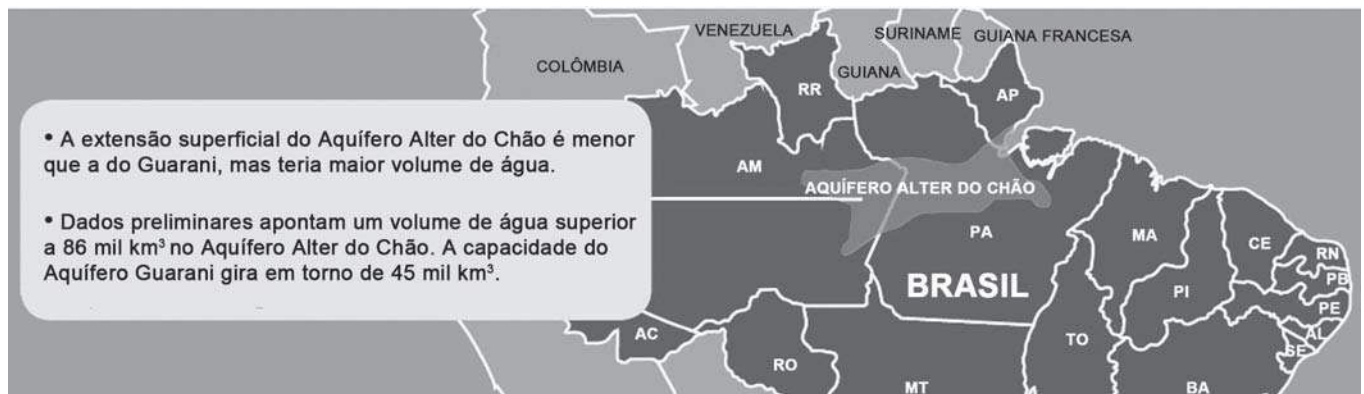 VENEZUELA
SURINAME
GUIANA FRANCESA
COLÔMBIA
GUIANA
RR
AP
• A extensão superficial do Aquífero Alter do Chão é menor
que a do Guarani, mas teria maior volume de água.
• Dados preliminares apontam um volume de água superior
a 86 mil km³ no Aquífero Alter do Chão. A capacidade do
Aquífero Guarani gira em torno de 45 mil km³.
AM
AQUÍFERO ALTER DO CHÃO
PA
MA
CE
RN
PB
BRASIL
PI
PE
AC
AL
TO
SE
RO
MT
BA